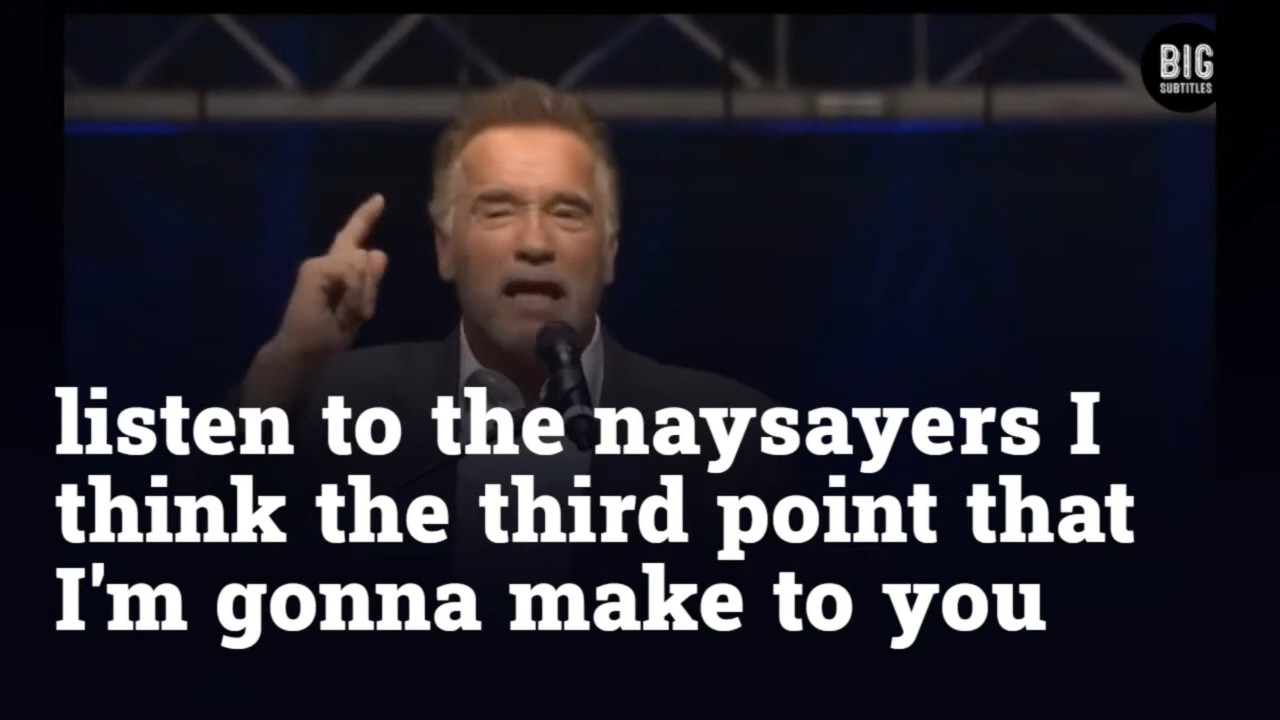 BIG
SUBTITLES
listen to the naysayers I
think the third point that
I'm gonna make to you